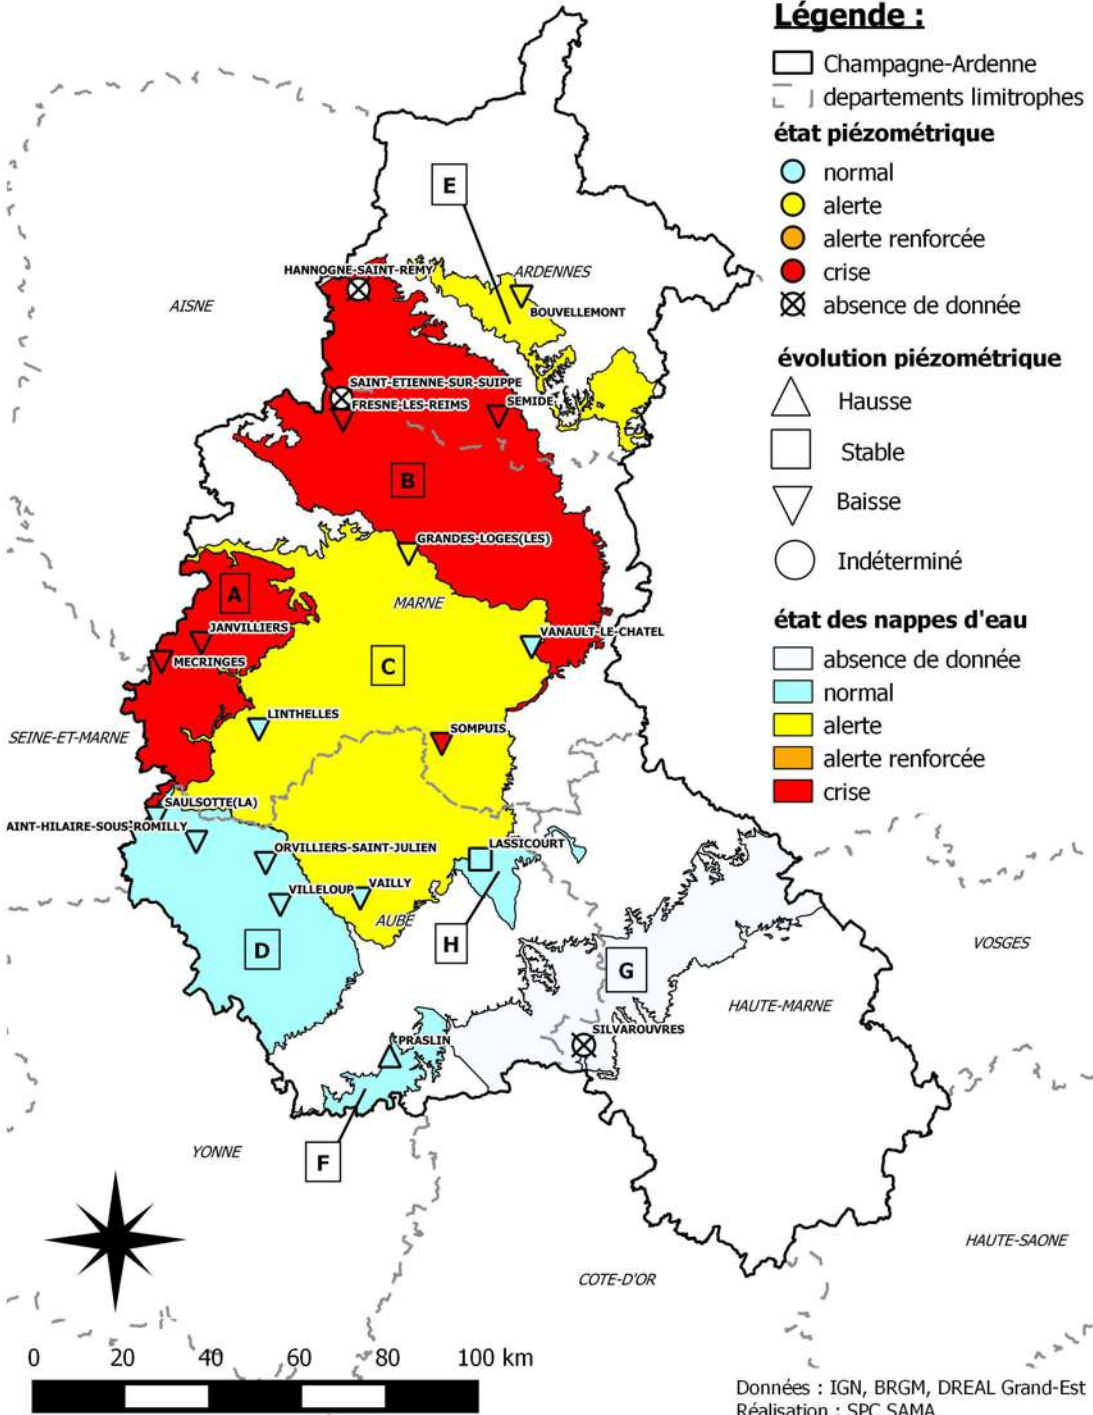 Légende :
Champagne-Ardenne
departements limitrophes
état piézométrique
normal
alerte
alerte renforcée
crise
absence de donnée
évolution piézométrique
Hausse
Stable
Baisse
Indéterminé
état des nappes d'eau
absence de donnée
normal
alerte
alerte renforcée
crise
E
HANNOGNE-SAINT-REMY
ARDENNES
AISNE
BOUVELLEMONT
SAINT-ETIENNE-SUR-SUIPPE
FRESNE-LES-REIMS
SEMIDE
B
GRANDES-LOGES(LES)
A
MARNE
JANVILLIERS
VANAULT-LE-CHATEL
MECRINGES
C
LINTHELLES
SOMPUIS
SEINE-ET-MARNE
SAULSOTTE(LA)
AINT-HILAIRE-SOUS-ROMILLY
ORVILLIERS-SAINT-JULIEN
LASSICOURT
VILLELOUP
VAILLY
AUBE
D
H
G
VOSGES
HAUTE-MARNE
SILVAROUVRES
PRASLIN
YONNE
F
HAUTE-SAONE
COTE-D'OR
0 20 40 60 80 100 km
Données : IGN, BRGM, DREAL Grand-Est
Réalisation : SPC SAMA